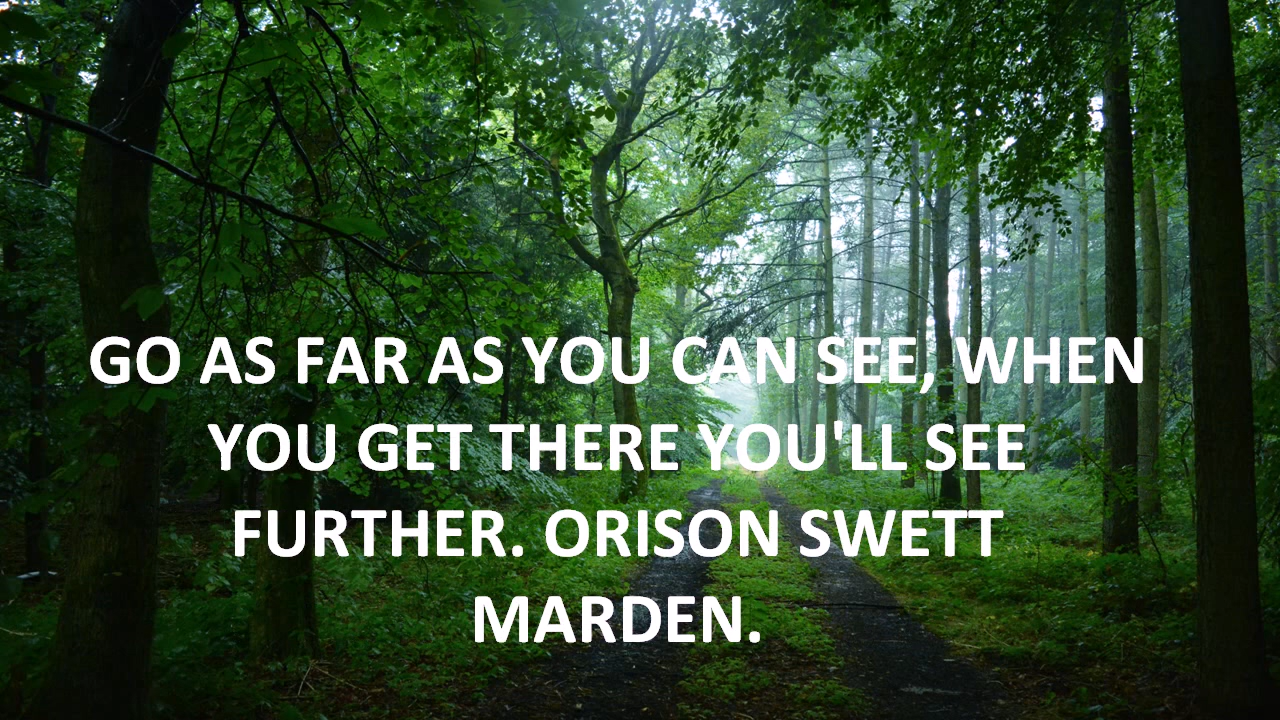 GO AS FAR AS YOU CAN SEE, WHEN
YOU GET THERE YOU'LL SEE
FURTHER. ORISON SWETT
MARDEN.